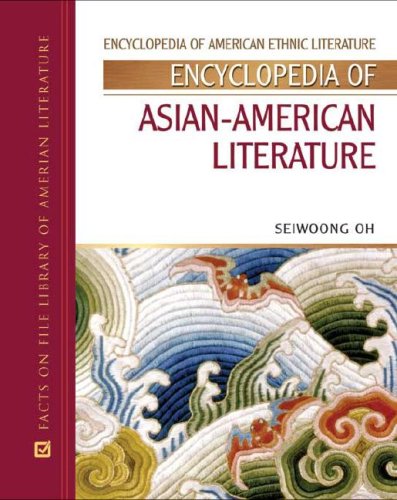 ENCYCLOPEDIA OF AMERICAN ETHNIC LITERATURE
ENCYCLOPEDIA OF
ASIAN-AMERICAN
LITERATURE
SEIWOONG OH
FACTS ON FILE LIBRARY OF AMERIAN LITERATURE